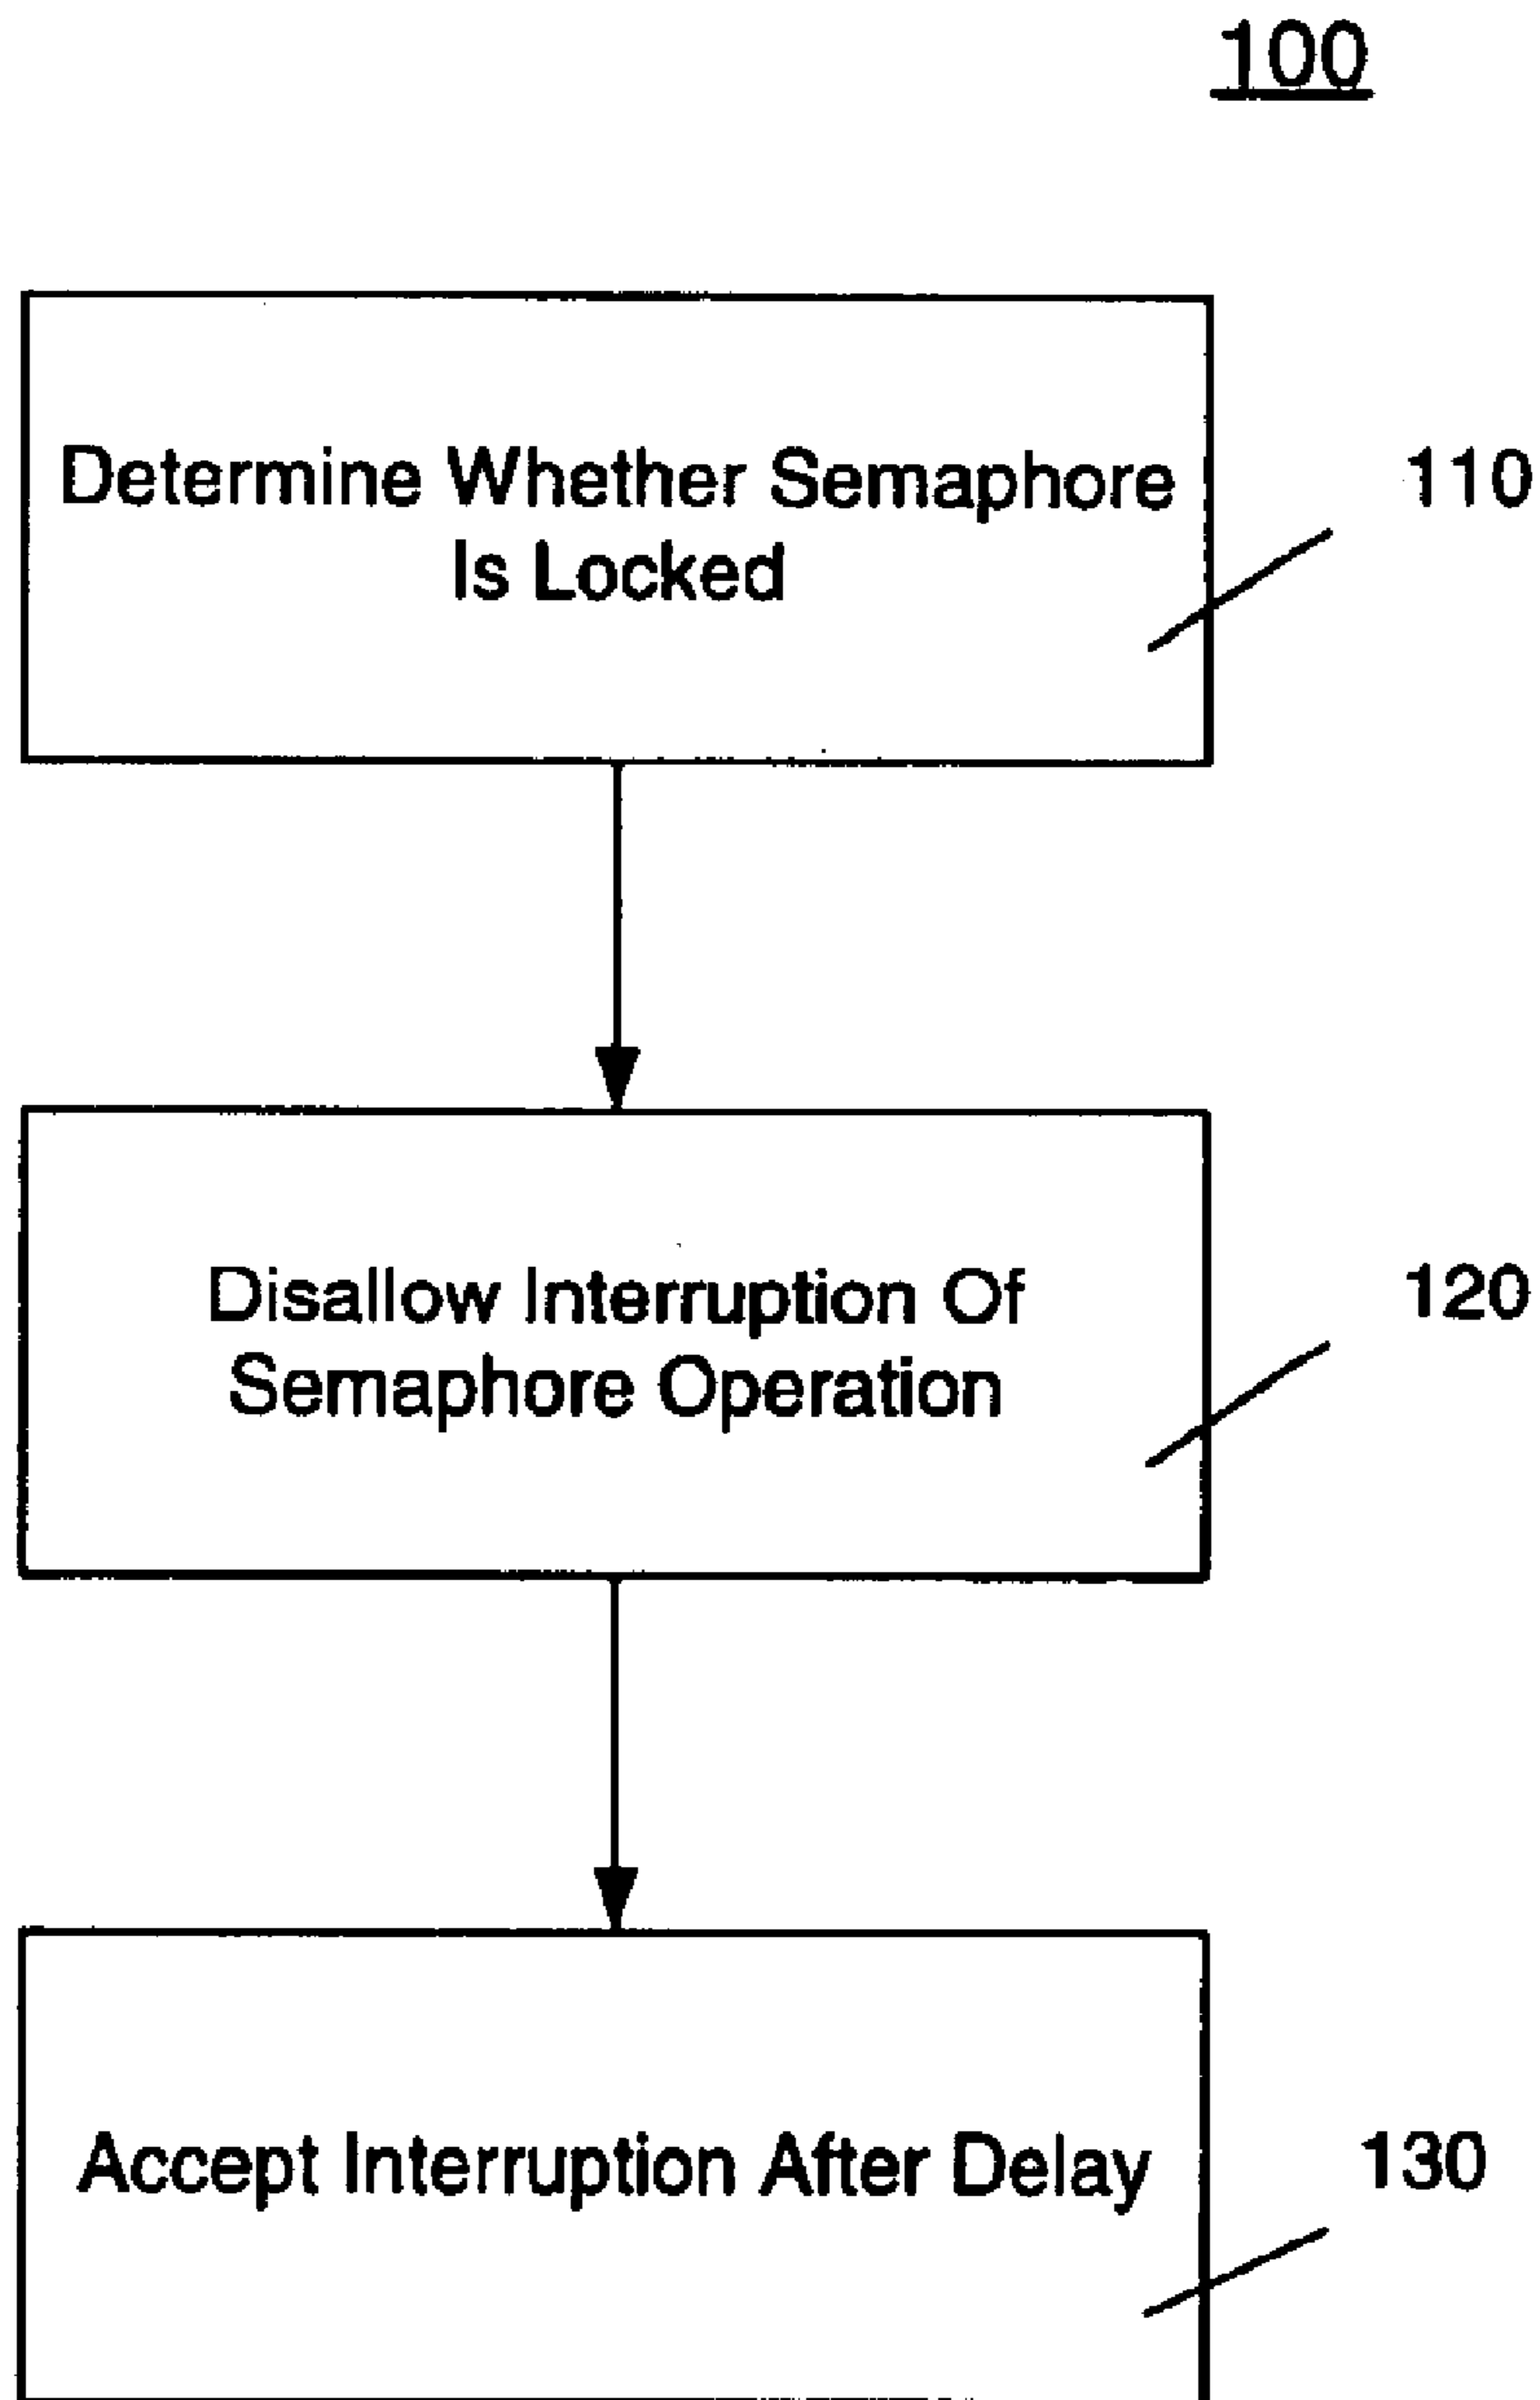 100
Determine Whether Semaphore
Is Locked
110
Disallow Interruption Of
Semaphore Operation
120
Accept Interruption After Delay
130